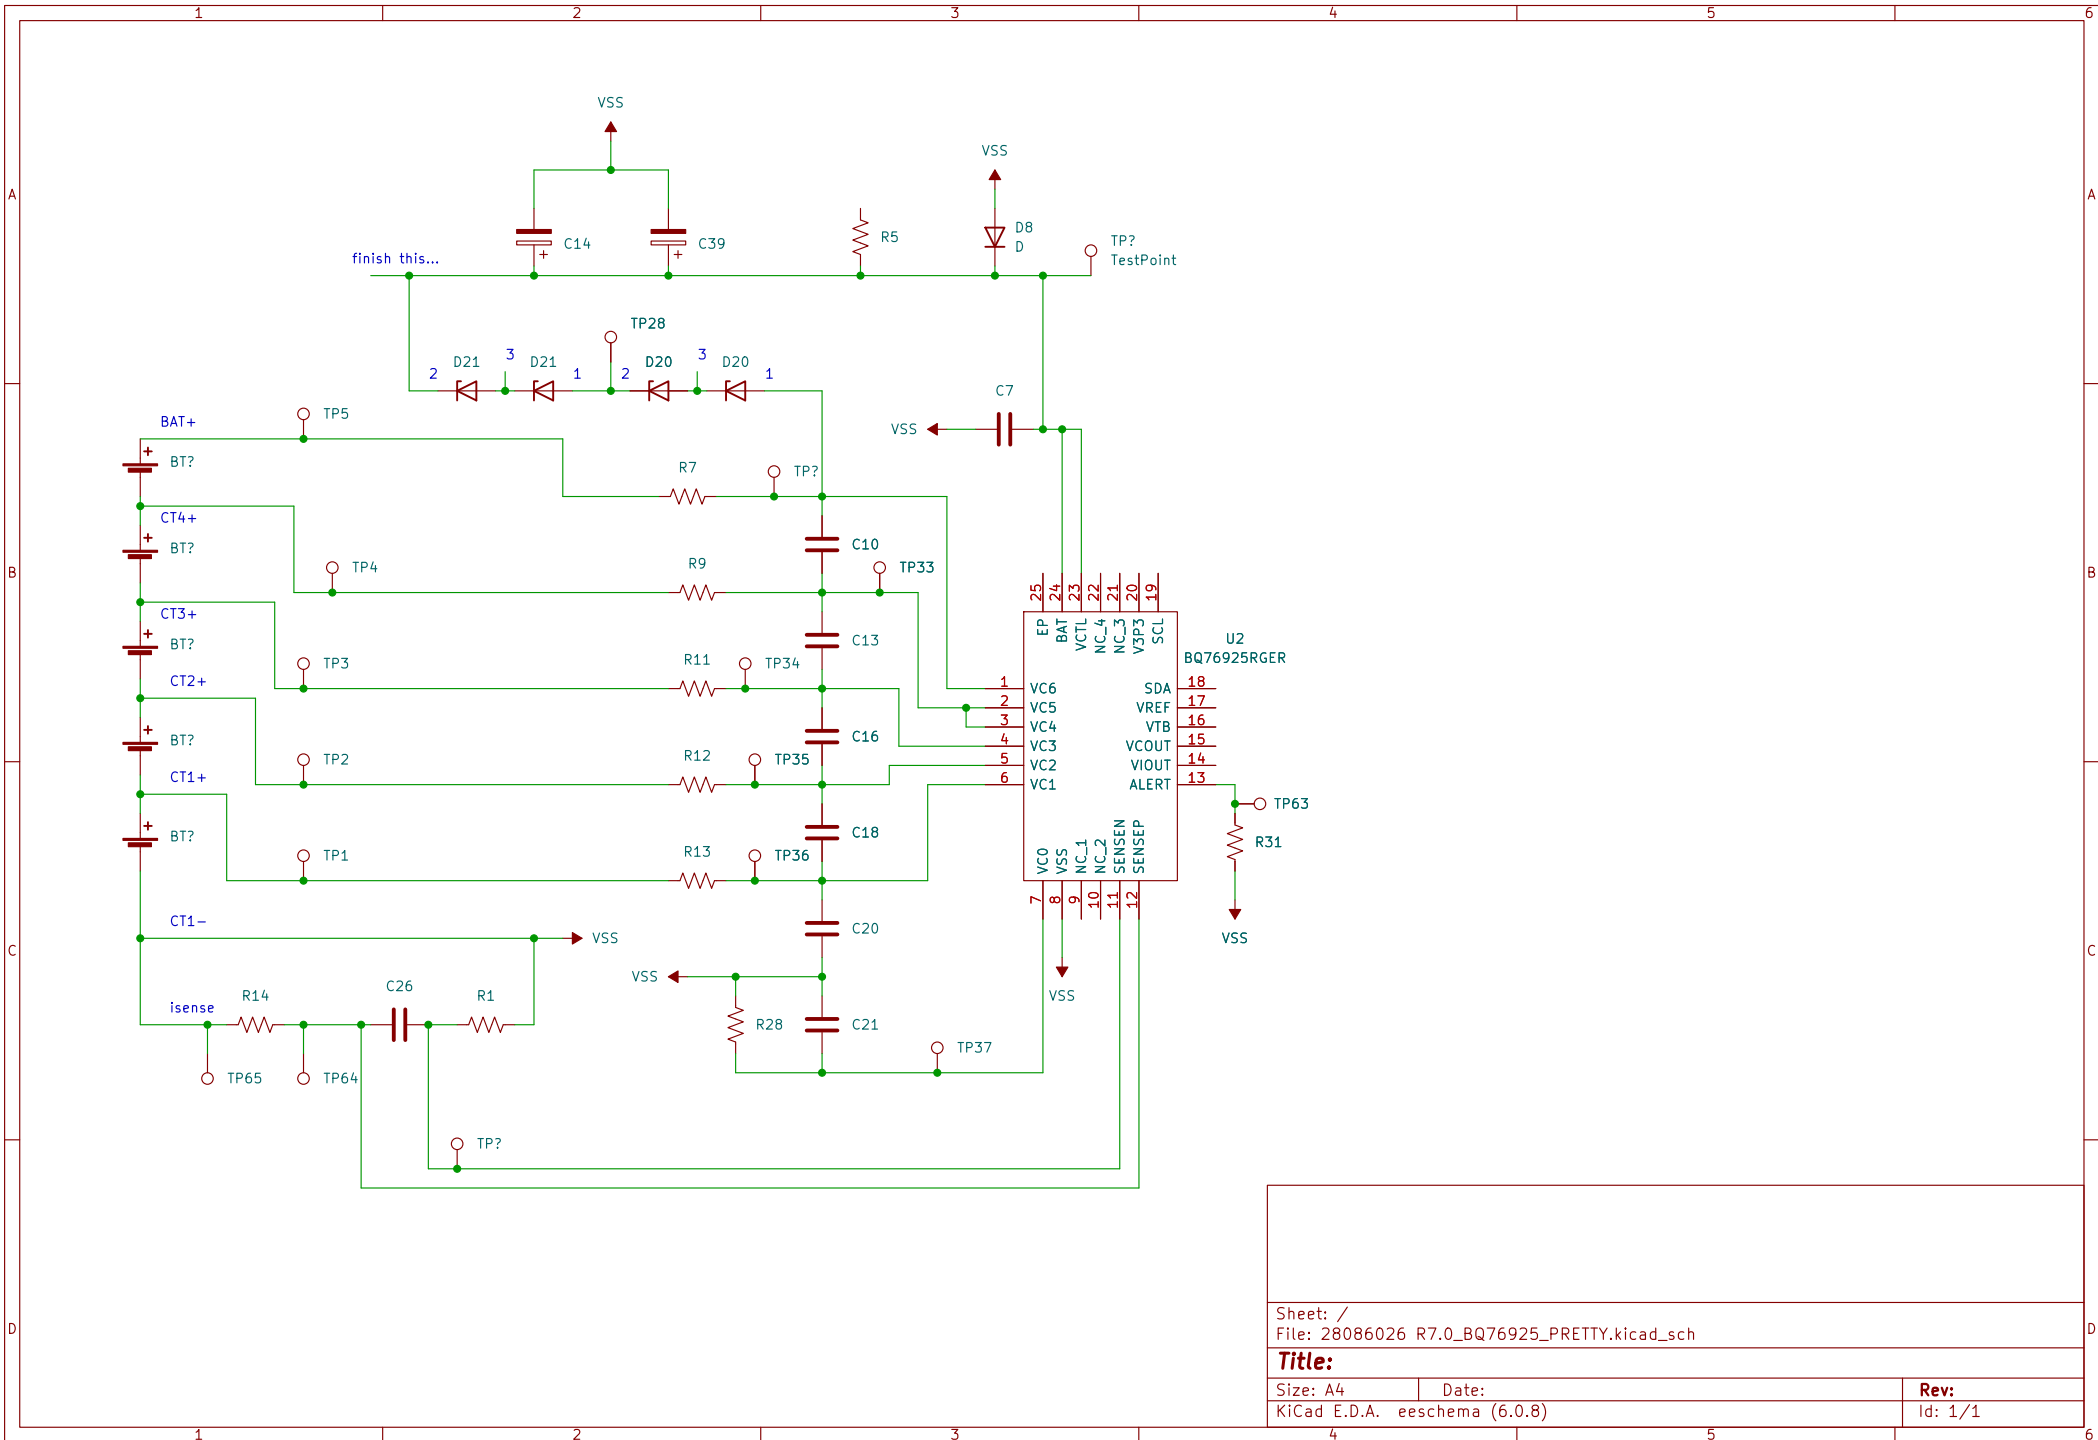 1 2 3 4 5 6
A A
VSS
VSS
C14
+
C39
+
R5
D8
D
TP?
TestPoint
finish this...
TP28
D21 3 D21 D20 3 D20
2 1 2 1
C7
VSS
BAT+
TP5
+
BT?
R7
TP?
CT4+
+
BT?
C10
TP4
R9
TP33
B B
CT3+
+
BT?
C13
TP3
R11
TP34
CT2+
+
BT?
C16
TP2
R12
TP35
CT1+
+
BT?
C18
TP1
R13
TP36
25 24 23 22 21 20 19
EP BAT VCTL NC_4 NC_3 V3P3 SCL
U2
BQ76925RGER
1 VC6 SDA 18
2 VC5 VREF 17
3 VC4 VTB 16
4 VC3 VCOUT 15
5 VC2 VIOUT 14
6 VC1 ALERT 13
TP63
R31
VSS
VC0 VSS NC_1 NC_2 SENSEN SENSEP
7 8 9 10 11 12
CT1-
VSS
C20
C C
VSS
VSS
isense
R14
C26
R1
R28
C21
TP37
TP65
TP64
TP?
D D
Sheet: /
File: 28086026 R7.0_BQ76925_PRETTY.kicad_sch
Title:
Size: A4 Date: Rev:
KiCad E.D.A. eeschema (6.0.8) Id: 1/1
1 2 3 4 5 6